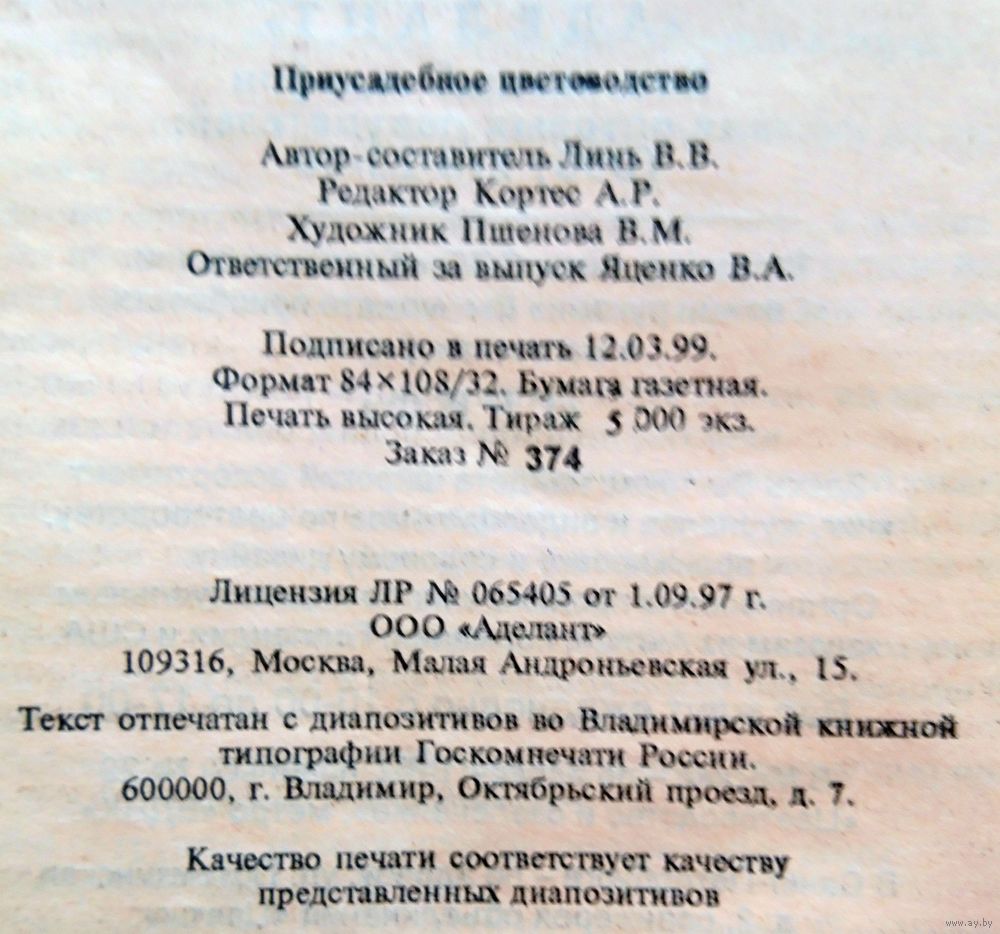 Приусадебное цветоводство
Автор-составитель Линь В.В.
Редактор Кортес А.Р.
Художник Пшенова В.М.
Ответственный за выпуск Яценко В.А.
Подписано в печать 12.03.99.
Формат 84×108/32. Бумага газетная.
Печать высокая. Тираж 5 000 экз.
Заказ № 374
Лицензия ЛР № 065405 от 1.09.97 г.
ООО «Аделант»
109316, Москва, Малая Андроньевская ул., 15.
Текст отпечатан с диапозитивов во Владимирской книжной
типографии Госкомпечати России.
600000, г. Владимир, Октябрьский проезд, д. 7.
Качество печати соответствует качеству
представленных диапозитивов
www.ay.by